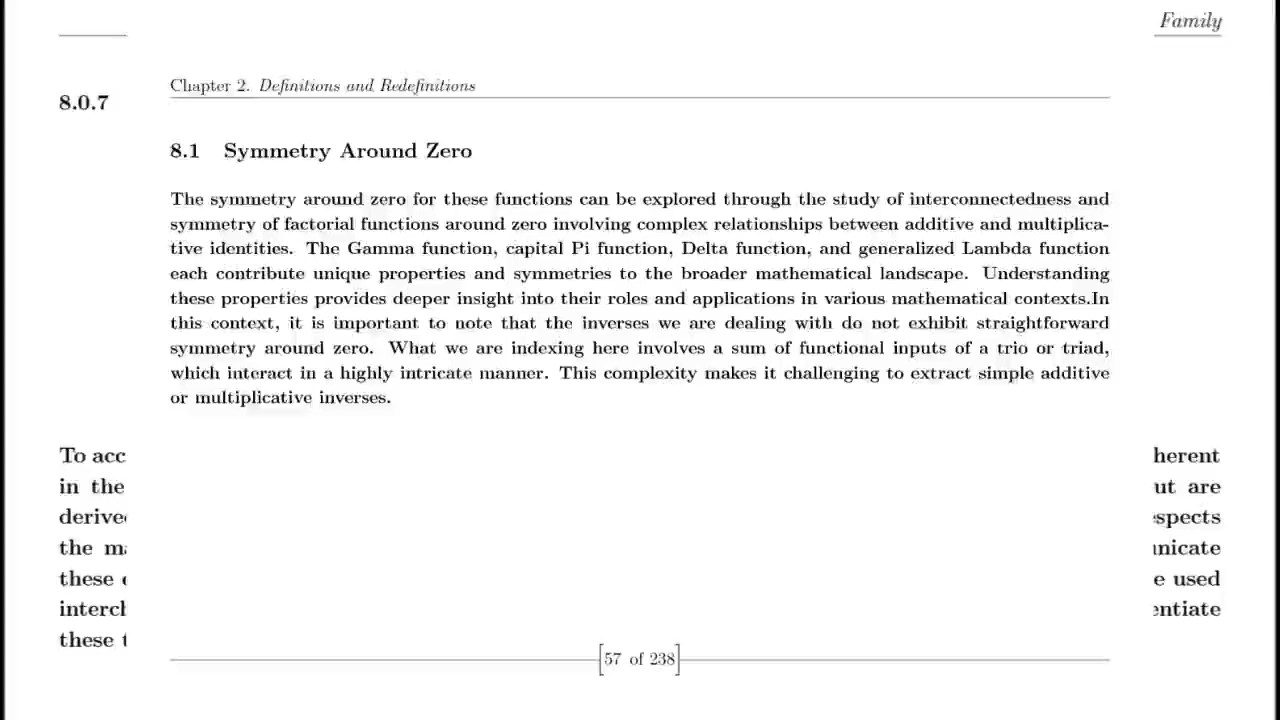 Family
Chapter 2. Definitions and Redefinitions
8.0.7
8.1 Symmetry Around Zero
The symmetry around zero for these functions can be explored through the study of interconnectedness and
symmetry of factorial functions around zero involving complex relationships between additive and multiplica-
tive identities. The Gamma function, capital Pi function, Delta function, and generalized Lambda function
each contribute unique properties and symmetries to the broader mathematical landscape. Understanding
these properties provides deeper insight into their roles and applications in various mathematical contexts.In
this context, it is important to note that the inverses we are dealing with do not exhibit straightforward
symmetry around zero. What we are indexing here involves a sum of functional inputs of a trio or triad,
which interact in a highly intricate manner. This complexity makes it challenging to extract simple additive
or multiplicative inverses.
To acc herent
in the ut are
derive spects
the m nicate
these e used
interch entiate
these t
57 of 238